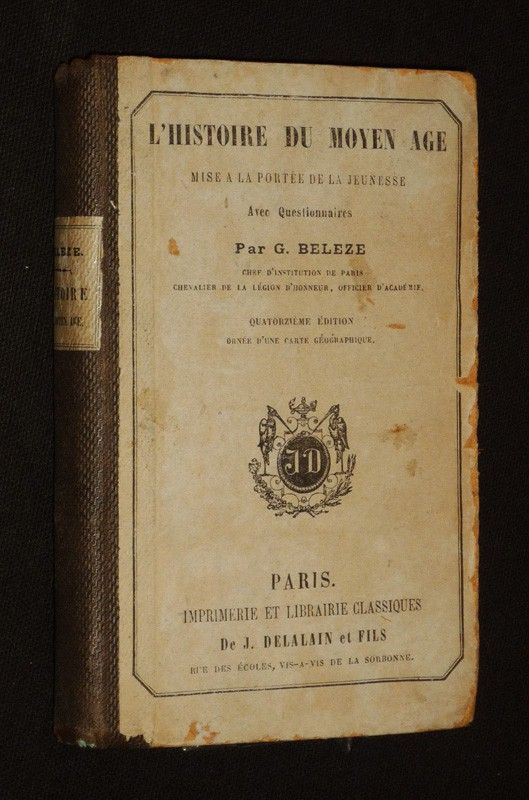 L'HISTOIRE DU MOYEN AGE
MISE A LA PORTÉE DE LA JEUNESSE
Avec Questionnaires
Par G. BELEZE
CHEF D'INSTITUTION DE PARIS
CHEVALIER DE LA LÉGION D'HONNEUR, OFFICIER D'ACADÉMIE.
QUATORZIÈME ÉDITION
ORNÉE D'UNE CARTE GÉOGRAPHIQUE.
JD
PARIS.
IMPRIMERIE ET LIBRAIRIE CLASSIQUES
De J. DELALAIN et FILS
RUE DES ÉCOLES, VIS-A-VIS DE LA SORBONNE.